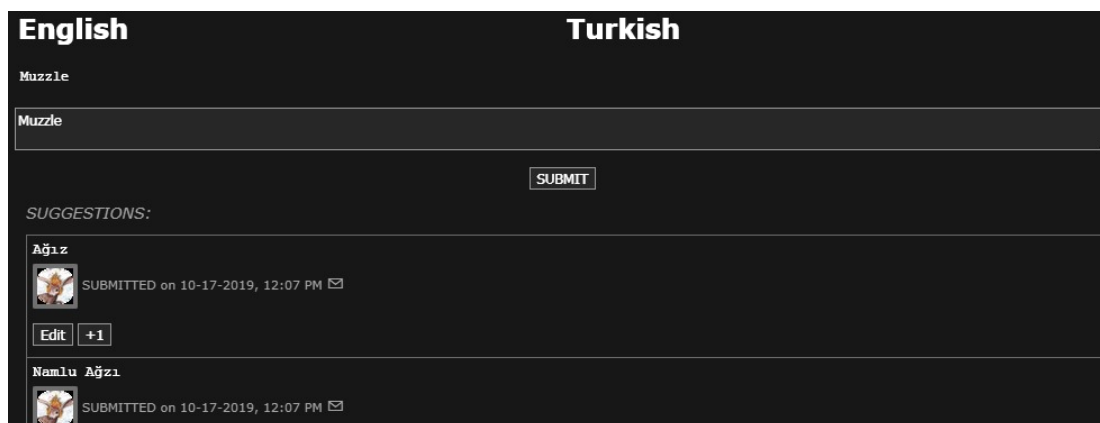 English Turkish
Muzzle
Muzzle
SUBMIT
SUGGESTIONS:
Ağız
SUBMITTED on 10-17-2019, 12:07 PM
Edit +1
Namlu Ağzı
SUBMITTED on 10-17-2019, 12:07 PM